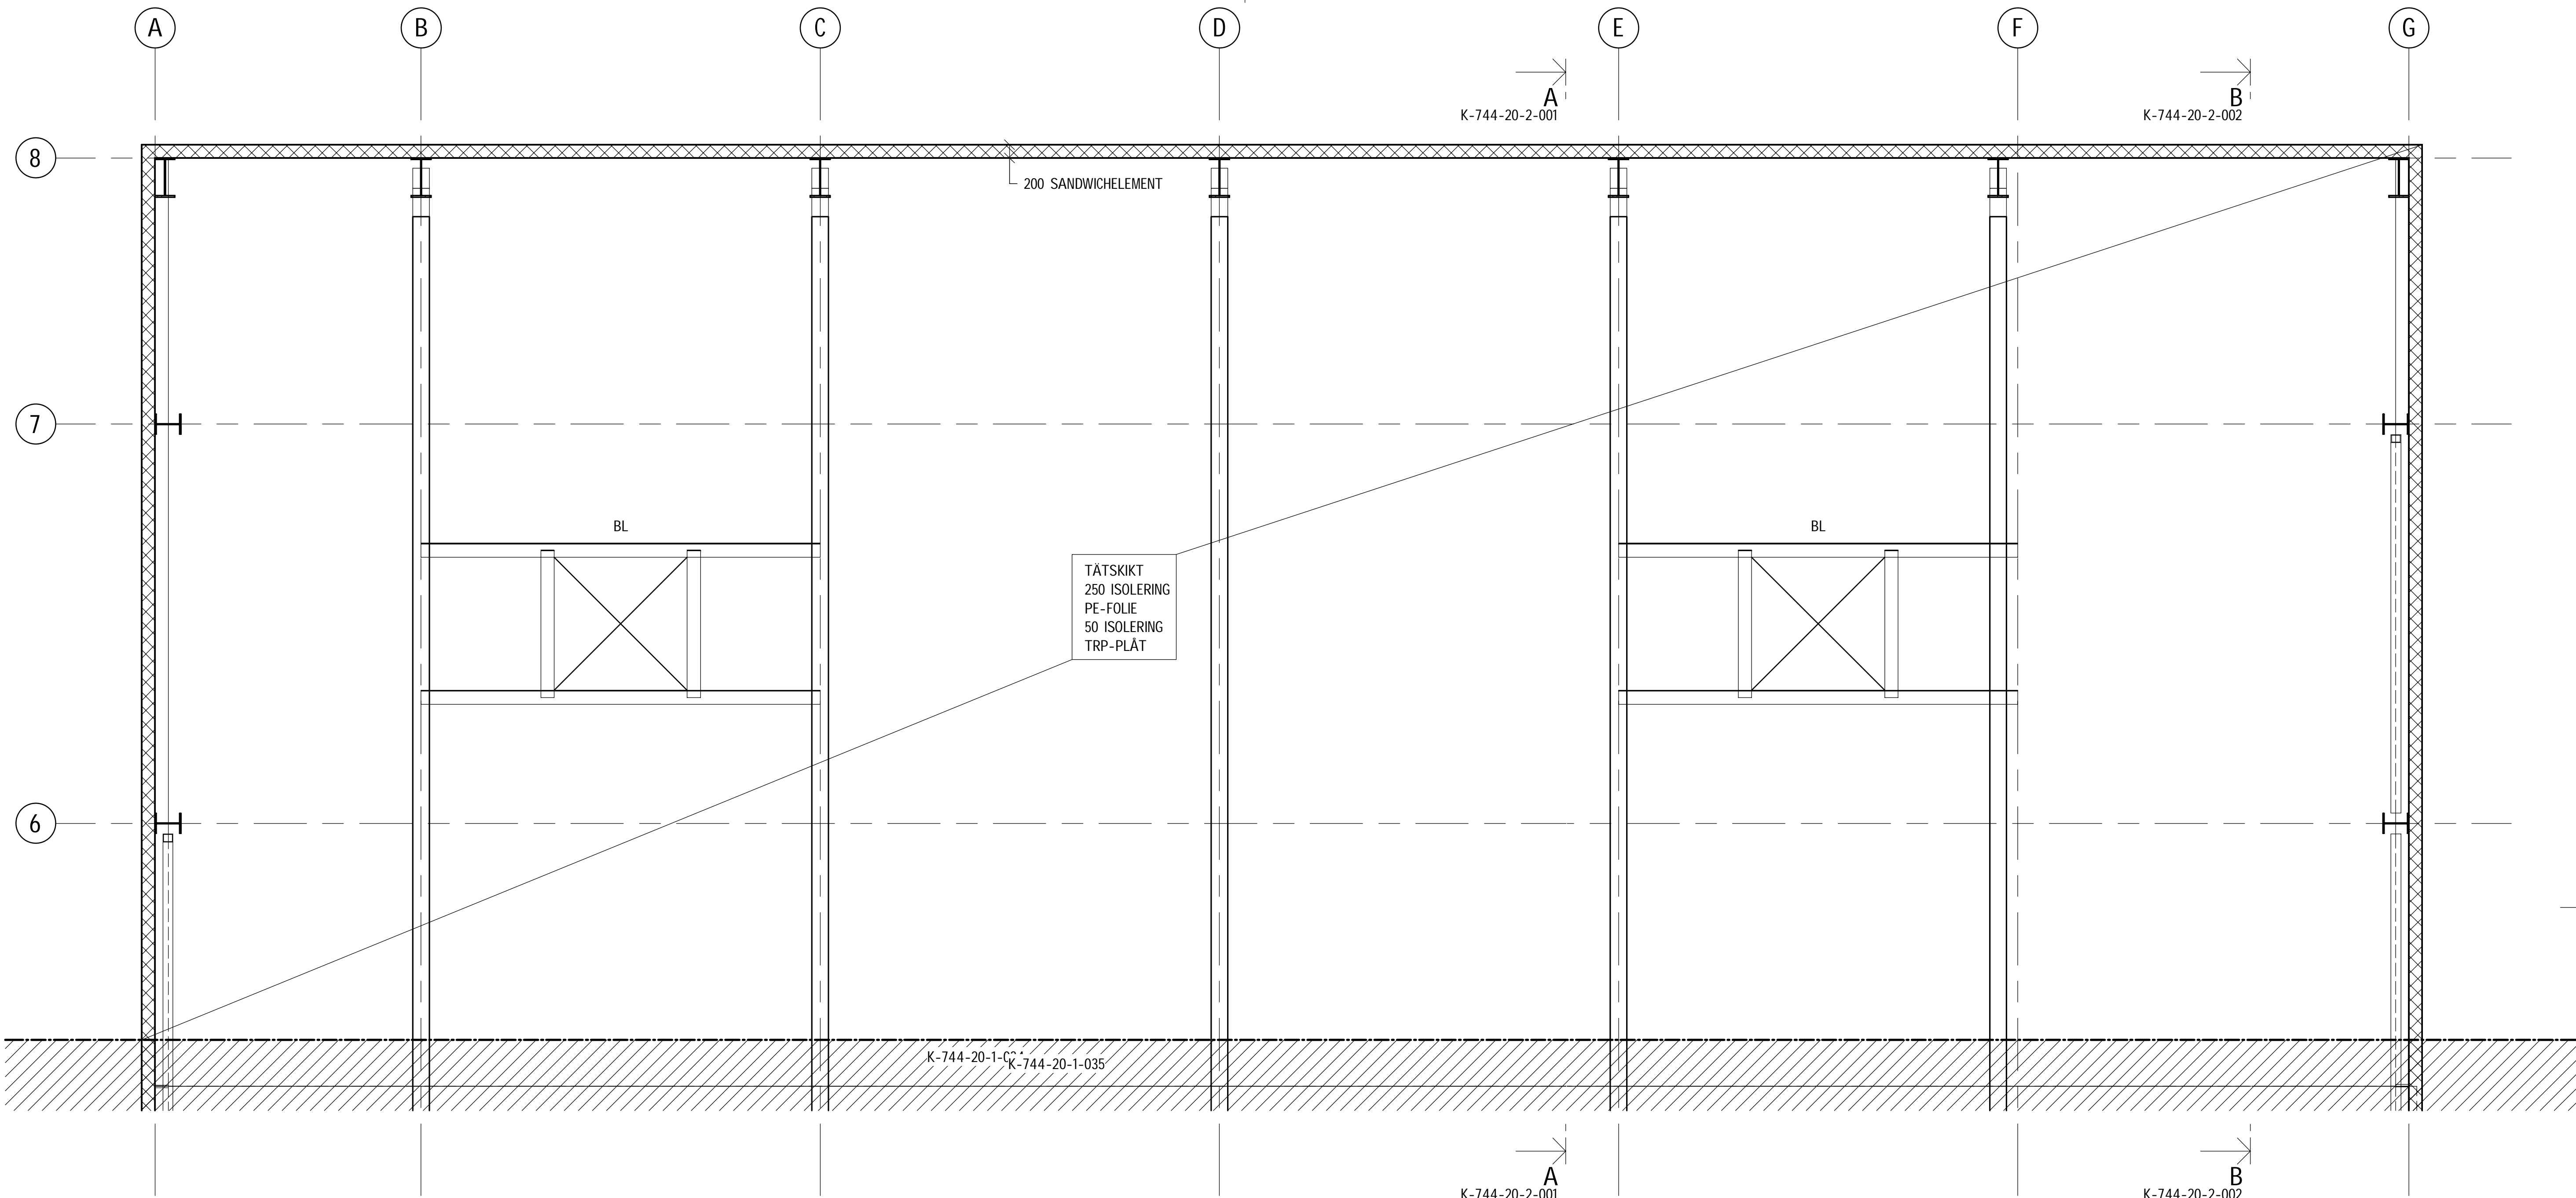 A B C D E F G
A B
K-744-20-2-001 K-744-20-2-002
8
200 SANDWICHELEMENT
7
BL BL
TÄTSKIKT
250 ISOLERING
PE-FOLIE
50 ISOLERING
TRP-PLÅT
6
K-744-20-1-035
A B
K-744-20-2-001 K-744-20-2-002